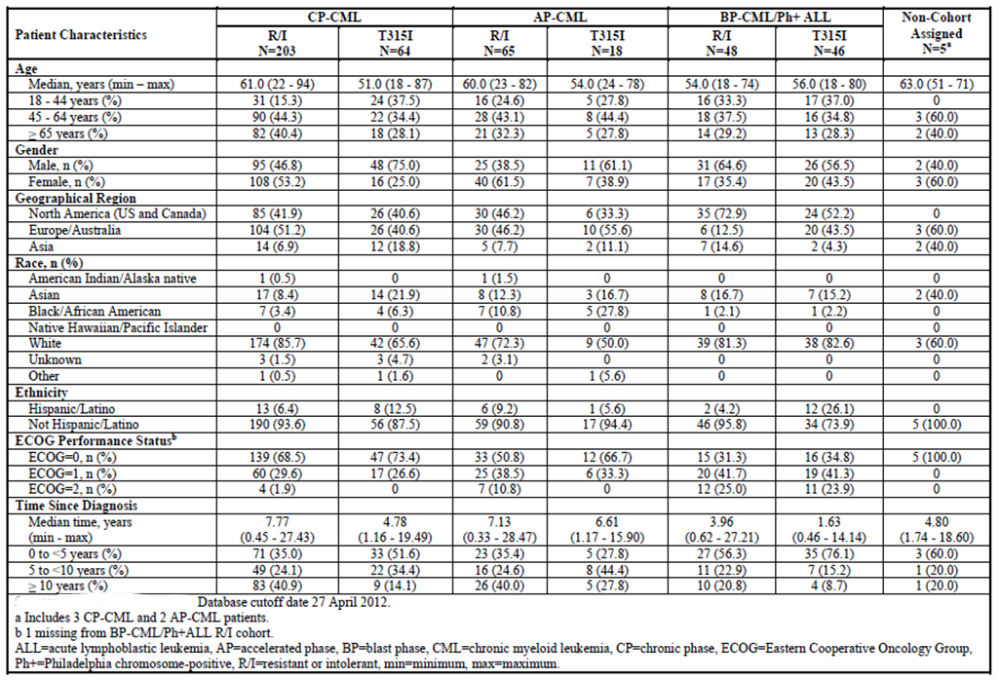 Patient Characteristics CP-CML AP-CML BP-CML/Ph+ ALL Non-Cohort Assigned N=5a
R/I N=203 T315I N=64 R/I N=65 T315I N=18 R/I N=48 T315I N=46
Age
Median, years (min – max) 61.0 (22 - 94) 51.0 (18 - 87) 60.0 (23 - 82) 54.0 (24 - 78) 54.0 (18 - 74) 56.0 (18 - 80) 63.0 (51 - 71)
18 - 44 years (%) 31 (15.3) 24 (37.5) 16 (24.6) 5 (27.8) 16 (33.3) 17 (37.0) 0
45 - 64 years (%) 90 (44.3) 22 (34.4) 28 (43.1) 8 (44.4) 18 (37.5) 16 (34.8) 3 (60.0)
≥ 65 years (%) 82 (40.4) 18 (28.1) 21 (32.3) 5 (27.8) 14 (29.2) 13 (28.3) 2 (40.0)
Gender
Male, n (%) 95 (46.8) 48 (75.0) 25 (38.5) 11 (61.1) 31 (64.6) 26 (56.5) 2 (40.0)
Female, n (%) 108 (53.2) 16 (25.0) 40 (61.5) 7 (38.9) 17 (35.4) 20 (43.5) 3 (60.0)
Geographical Region
North America (US and Canada) 85 (41.9) 26 (40.6) 30 (46.2) 6 (33.3) 35 (72.9) 24 (52.2) 0
Europe/Australia 104 (51.2) 26 (40.6) 30 (46.2) 10 (55.6) 6 (12.5) 20 (43.5) 3 (60.0)
Asia 14 (6.9) 12 (18.8) 5 (7.7) 2 (11.1) 7 (14.6) 2 (4.3) 2 (40.0)
Race, n (%)
American Indian/Alaska native 1 (0.5) 0 1 (1.5) 0 0 0 0
Asian 17 (8.4) 14 (21.9) 8 (12.3) 3 (16.7) 8 (16.7) 7 (15.2) 2 (40.0)
Black/African American 7 (3.4) 4 (6.3) 7 (10.8) 5 (27.8) 1 (2.1) 1 (2.2) 0
Native Hawaiian/Pacific Islander 0 0 0 0 0 0 0
White 174 (85.7) 42 (65.6) 47 (72.3) 9 (50.0) 39 (81.3) 38 (82.6) 3 (60.0)
Unknown 3 (1.5) 3 (4.7) 2 (3.1) 0 0 0 0
Other 1 (0.5) 1 (1.6) 0 1 (5.6) 0 0 0
Ethnicity
Hispanic/Latino 13 (6.4) 8 (12.5) 6 (9.2) 1 (5.6) 2 (4.2) 12 (26.1) 0
Not Hispanic/Latino 190 (93.6) 56 (87.5) 59 (90.8) 17 (94.4) 46 (95.8) 34 (73.9) 5 (100.0)
ECOG Performance Statusb
ECOG=0, n (%) 139 (68.5) 47 (73.4) 33 (50.8) 12 (66.7) 15 (31.3) 16 (34.8) 5 (100.0)
ECOG=1, n (%) 60 (29.6) 17 (26.6) 25 (38.5) 6 (33.3) 20 (41.7) 19 (41.3) 0
ECOG=2, n (%) 4 (1.9) 0 7 (10.8) 0 12 (25.0) 11 (23.9) 0
Time Since Diagnosis
Median time, years 7.77 4.78 7.13 6.61 3.96 1.63 4.80
(min - max) (0.45 - 27.43) (1.16 - 19.49) (0.33 - 28.47) (1.17 - 15.90) (0.62 - 27.21) (0.46 - 14.14) (1.74 - 18.60)
0 to <5 years (%) 71 (35.0) 33 (51.6) 23 (35.4) 5 (27.8) 27 (56.3) 35 (76.1) 3 (60.0)
5 to <10 years (%) 49 (24.1) 22 (34.4) 16 (24.6) 8 (44.4) 11 (22.9) 7 (15.2) 1 (20.0)
≥ 10 years (%) 83 (40.9) 9 (14.1) 26 (40.0) 5 (27.8) 10 (20.8) 4 (8.7) 1 (20.0)
Database cutoff date 27 April 2012.
a Includes 3 CP-CML and 2 AP-CML patients.
b 1 missing from BP-CML/Ph+ALL R/I cohort.
ALL=acute lymphoblastic leukemia, AP=accelerated phase, BP=blast phase, CML=chronic myeloid leukemia, CP=chronic phase, ECOG=Eastern Cooperative Oncology Group,
Ph+=Philadelphia chromosome-positive, R/I=resistant or intolerant, min=minimum, max=maximum.